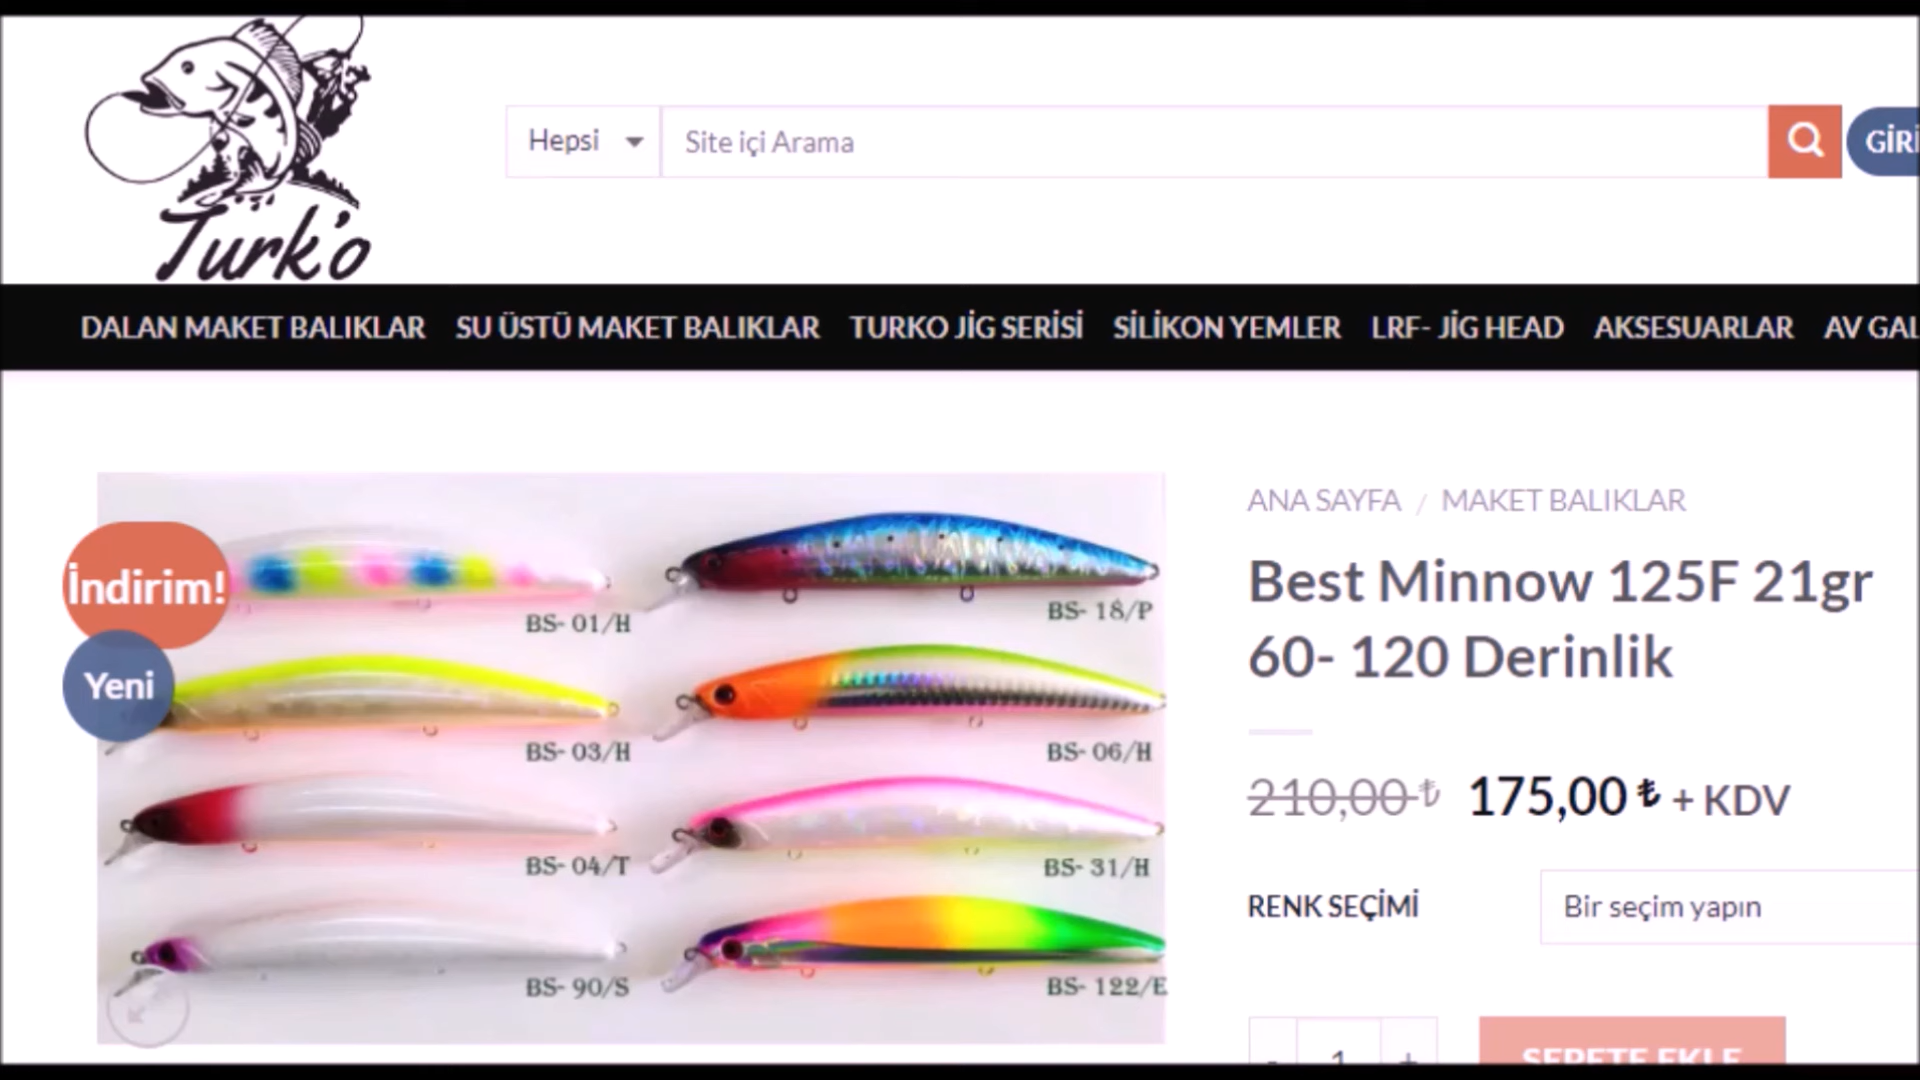 Turk'o
Hepsi
Site içi Arama
DALAN MAKET BALIKLAR SU ÜSTÜ MAKET BALIKLAR TURKO JİG SERİSİ SİLİKON YEMLER LRF- JİG HEAD AKSESUARLAR
İndirim!
Yeni
BS- 01/H
BS- 18/P
BS- 03/H
BS- 06/H
BS- 04/T
BS- 31/H
BS- 90/S
BS- 122/E
ANA SAYFA / MAKET BALIKLAR
Best Minnow 125F 21gr
60- 120 Derinlik
210,00 ₺ 175,00 ₺ + KDV
RENK SEÇİMİ
Bir seçim yapın
- 1 +
SEPETE EKLE